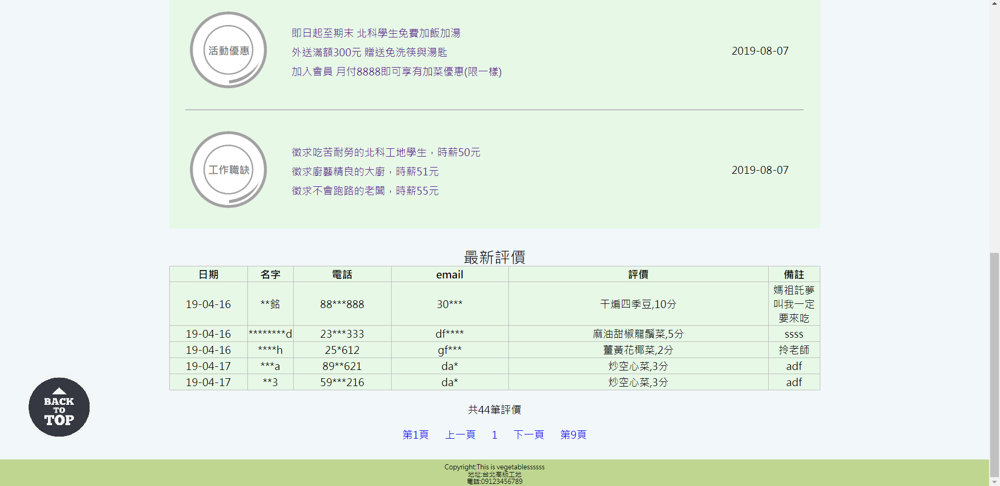 活動優惠
即日起至期末 北科學生免費加飯加湯
外送滿額300元 贈送免洗筷與湯匙
加入會員 月付8888即可享有加菜優惠(限一樣)
2019-08-07
工作職缺
徵求吃苦耐勞的北科工地學生，時薪50元
徵求廚藝精良的大廚，時薪51元
徵求不會跑路的老闆，時薪55元
2019-08-07
最新評價
日期 名字 電話 email 評價 備註
19-04-16 **銘 88***888 30*** 干煸四季豆,10分 媽祖託夢
叫我一定
要來吃
19-04-16 ********d 23***333 df**** 麻油甜椒龍鬚菜,5分 ssss
19-04-16 ****h 25*612 gf*** 薑黃花椰菜,2分 拎老師
19-04-17 ***a 89**621 da* 炒空心菜,3分 adf
19-04-17 **3 59***216 da* 炒空心菜,3分 adf
BACK
TO
TOP
共44筆評價
第1頁 上一頁 1 下一頁 第9頁
Copyright:This is vegetablessssss
地址:台北高級工地
電話:09123456789